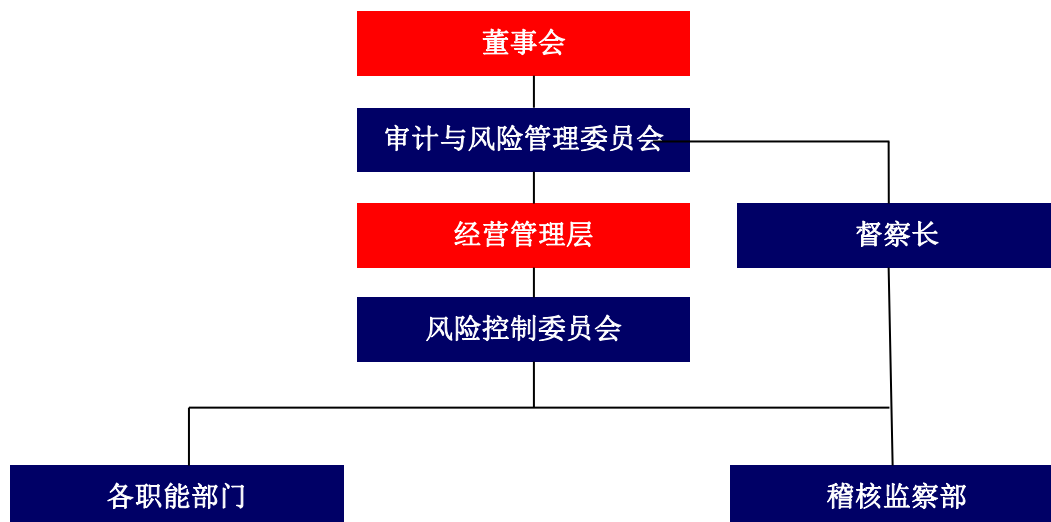 董事会
审计与风险管理委员会
经营管理层
督察长
风险控制委员会
各职能部门
稽核监察部